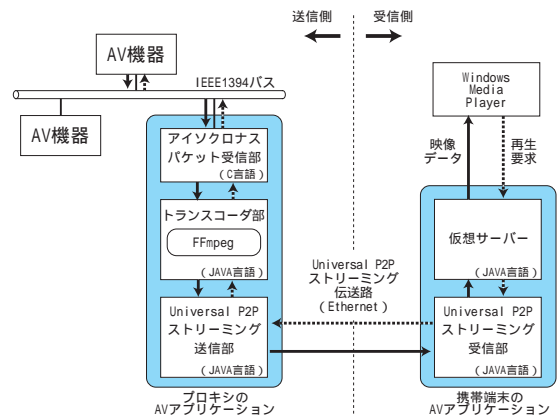 送信側
受信側
AV機器
IEEE1394バス
AV機器
アイソクロナス
パケット受信部
(C言語)
トランスコーダ部
FFmpeg
(JAVA言語)
Universal P2P
ストリーミング
送信部
(JAVA言語)
プロキシの
AVアプリケーション
Universal P2P
ストリーミング
伝送路
(Ethernet)
Windows
Media
Player
映像
データ
再生
要求
仮想サーバー
(JAVA言語)
Universal P2P
ストリーミング
受信部
(JAVA言語)
携帯端末の
AVアプリケーション